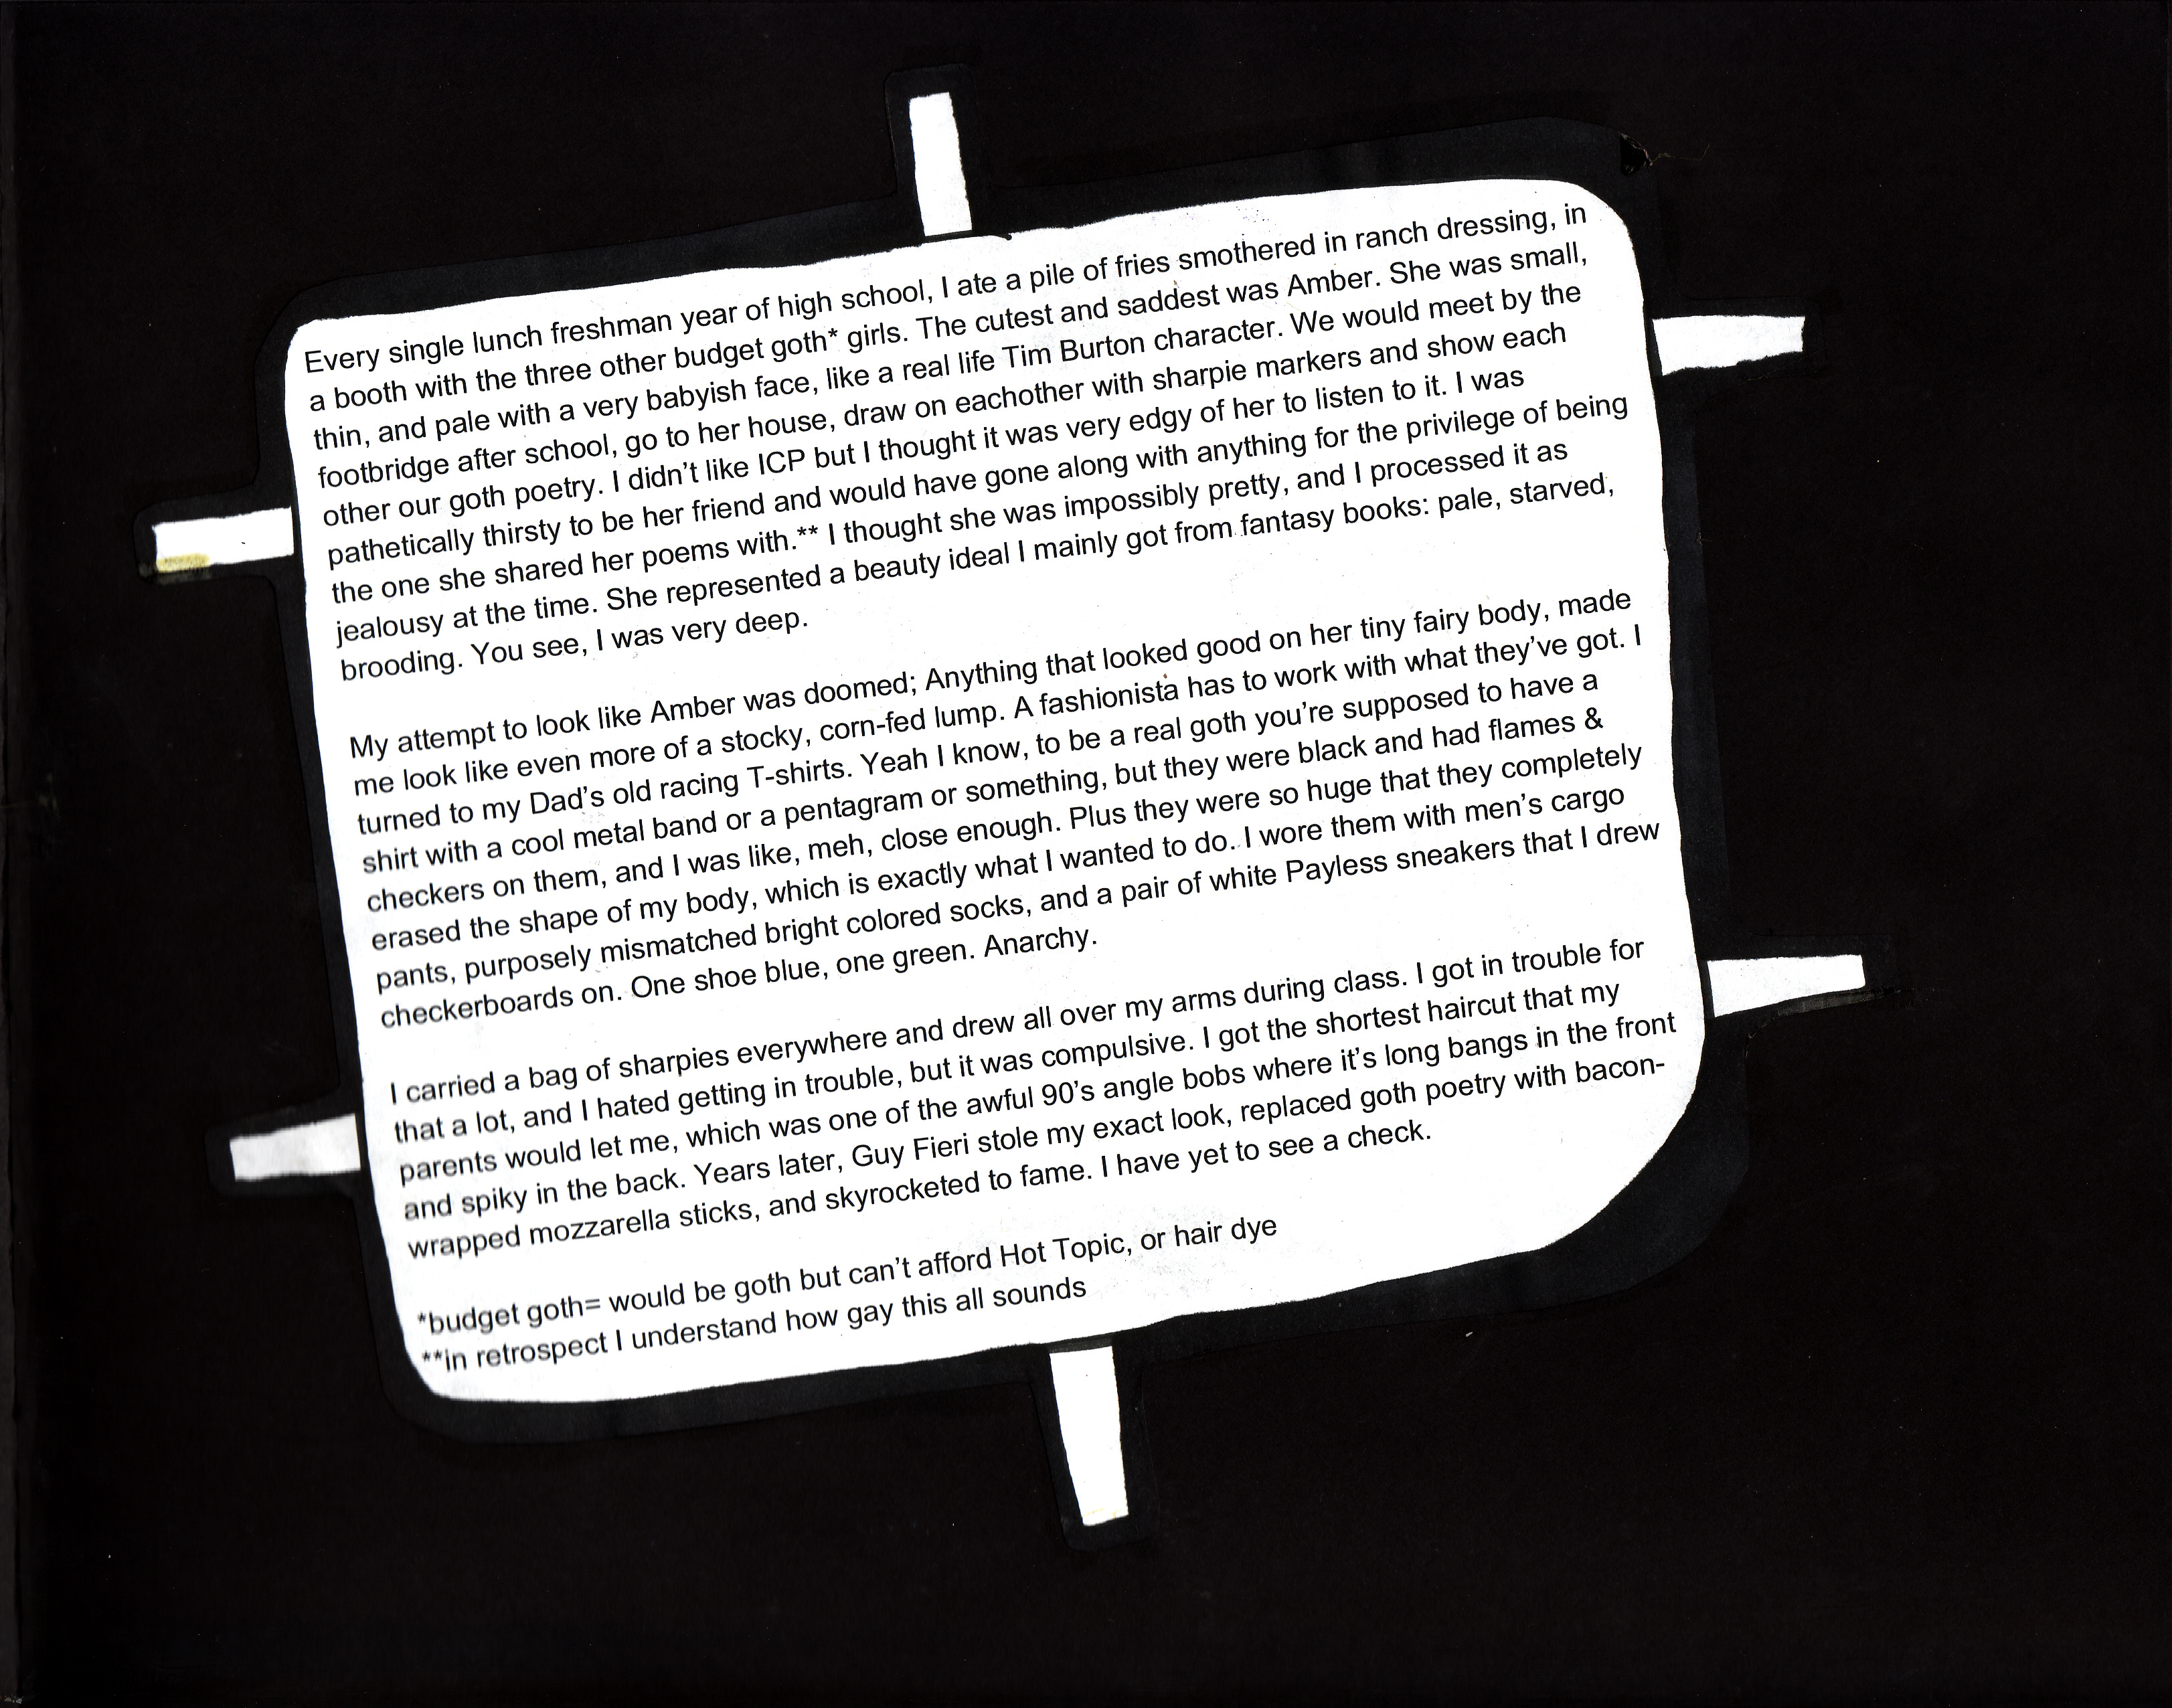 Every single lunch freshman year of high school, I ate a pile of fries smothered in ranch dressing, in
a booth with the three other budget goth* girls. The cutest and saddest was Amber. She was small,
thin, and pale with a very babyish face, like a real life Tim Burton character. We would meet by the
footbridge after school, go to her house, draw on eachother with sharpie markers and show each
other our goth poetry. I didn't like ICP but I thought it was very edgy of her to listen to it. I was
pathetically thirsty to be her friend and would have gone along with anything for the privilege of being
the one she shared her poems with.** I thought she was impossibly pretty, and I processed it as
jealousy at the time. She represented a beauty ideal I mainly got from fantasy books: pale, starved,
brooding. You see, I was very deep.
My attempt to look like Amber was doomed; Anything that looked good on her tiny fairy body, made
me look like even more of a stocky, corn-fed lump. A fashionista has to work with what they've got. I
turned to my Dad's old racing T-shirts. Yeah I know, to be a real goth you're supposed to have a
shirt with a cool metal band or a pentagram or something, but they were black and had flames &
checkers on them, and I was like, meh, close enough. Plus they were so huge that they completely
erased the shape of my body, which is exactly what I wanted to do. I wore them with men's cargo
pants, purposely mismatched bright colored socks, and a pair of white Payless sneakers that I drew
checkerboards on. One shoe blue, one green. Anarchy.
I carried a bag of sharpies everywhere and drew all over my arms during class. I got in trouble for
that a lot, and I hated getting in trouble, but it was compulsive. I got the shortest haircut that my
parents would let me, which was one of the awful 90's angle bobs where it's long bangs in the front
and spiky in the back. Years later, Guy Fieri stole my exact look, replaced goth poetry with bacon-
wrapped mozzarella sticks, and skyrocketed to fame. I have yet to see a check.
*budget goth= would be goth but can't afford Hot Topic, or hair dye
**in retrospect I understand how gay this all sounds